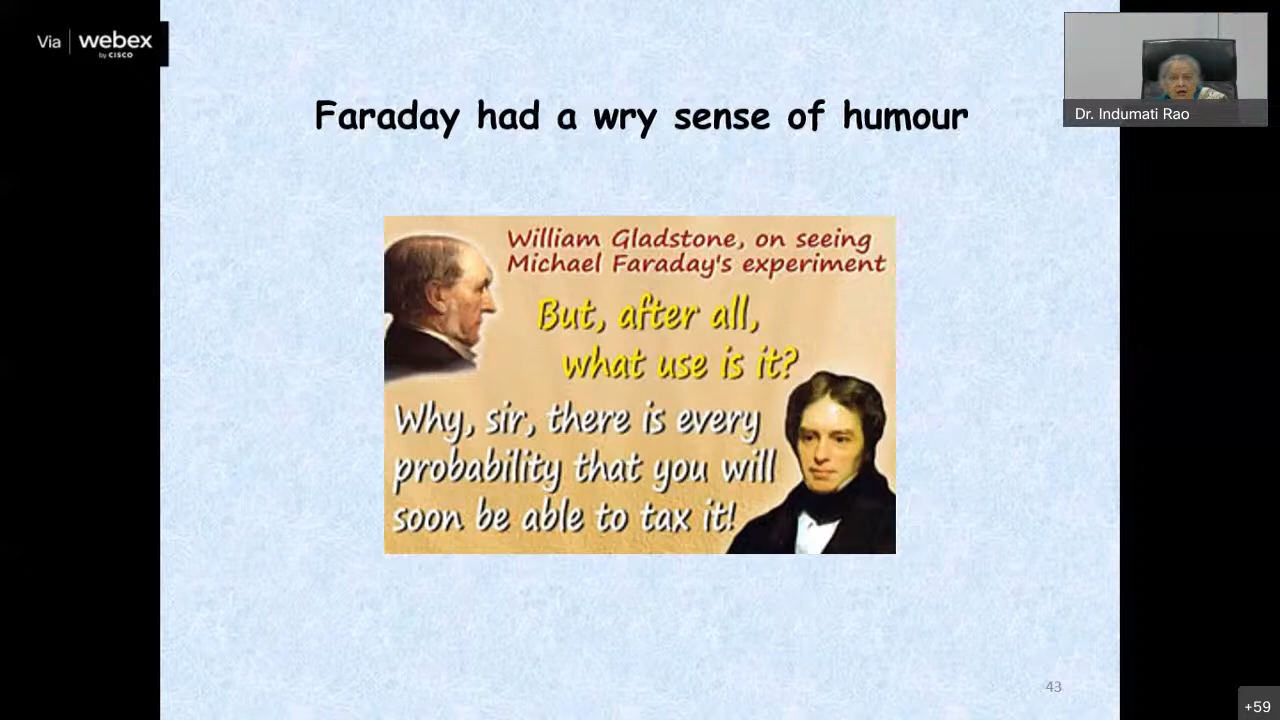 Via | webex
by CISCO
Dr. Indumati Rao
Faraday had a wry sense of humour
William Gladstone, on seeing
Michael Faraday's experiment
But, after all,
what use is it?
Why, sir, there is every
probability that you will
soon be able to tax it!
43
+59